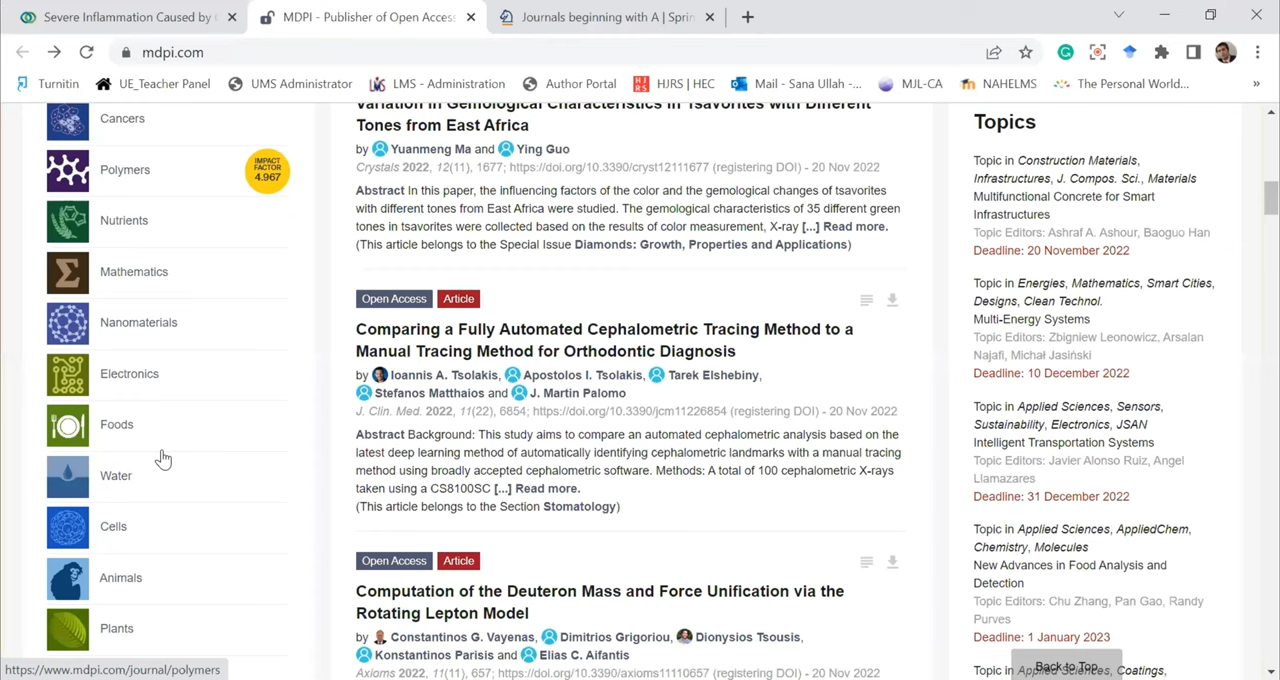 Severe Inflammation Caused by
MDPI - Publisher of Open Access
Journals beginning with A | Sprin
mdpi.com
Turnitin
UE_Teacher Panel
UMS Administrator
LMS - Administration
Author Portal
HJRS | HEC
Mail - Sana Ullah -...
MJL-CA
NAHELMS
The Personal World...
»
Cancers
Polymers
IMPACT
FACTOR
4.967
Nutrients
Mathematics
Nanomaterials
Electronics
Foods
Water
Cells
Animals
Plants
https://www.mdpi.com/journal/polymers
Variation in Gemological Characteristics in Tsavorites with Different
Tones from East Africa
by Yuanmeng Ma and Ying Guo
Crystals 2022, 12(11), 1677; https://doi.org/10.3390/cryst12111677 (registering DOI) - 20 Nov 2022
Abstract In this paper, the influencing factors of the color and the gemological changes of tsavorites
with different tones from East Africa were studied. The gemological characteristics of 35 different green
tones in tsavorites were collected based on the results of color measurement, X-ray [...] Read more.
(This article belongs to the Special Issue Diamonds: Growth, Properties and Applications)
Open Access Article
Comparing a Fully Automated Cephalometric Tracing Method to a
Manual Tracing Method for Orthodontic Diagnosis
by Ioannis A. Tsolakis, Apostolos I. Tsolakis, Tarek Elshebiny,
Stefanos Matthaios and J. Martin Palomo
J. Clin. Med. 2022, 11(22), 6854; https://doi.org/10.3390/jcm11226854 (registering DOI) - 20 Nov 2022
Abstract Background: This study aims to compare an automated cephalometric analysis based on the
latest deep learning method of automatically identifying cephalometric landmarks with a manual tracing
method using broadly accepted cephalometric software. Methods: A total of 100 cephalometric X-rays
taken using a CS8100SC [...] Read more.
(This article belongs to the Section Stomatology)
Open Access Article
Computation of the Deuteron Mass and Force Unification via the
Rotating Lepton Model
by Constantinos G. Vayenas, Dimitrios Grigoriou, Dionysios Tsousis,
Konstantinos Parisis and Elias C. Aifantis
Axioms 2022, 11(11), 657; https://doi.org/10.3390/axioms11110657 (registering DOI) - 20 Nov 2022
Topics
Topic in Construction Materials,
Infrastructures, J. Compos. Sci., Materials
Multifunctional Concrete for Smart
Infrastructures
Topic Editors: Ashraf A. Ashour, Baoguo Han
Deadline: 20 November 2022
Topic in Energies, Mathematics, Smart Cities,
Designs, Clean Technol.
Multi-Energy Systems
Topic Editors: Zbigniew Leonowicz, Arsalan
Najafi, Michał Jasiński
Deadline: 10 December 2022
Topic in Applied Sciences, Sensors,
Sustainability, Electronics, JSAN
Intelligent Transportation Systems
Topic Editors: Javier Alonso Ruiz, Angel
Llamazares
Deadline: 31 December 2022
Topic in Applied Sciences, AppliedChem,
Chemistry, Molecules
New Advances in Food Analysis and
Detection
Topic Editors: Chu Zhang, Pan Gao, Randy
Purves
Deadline: 1 January 2023
Topic in Applied Sciences, Coatings,
Back to Top